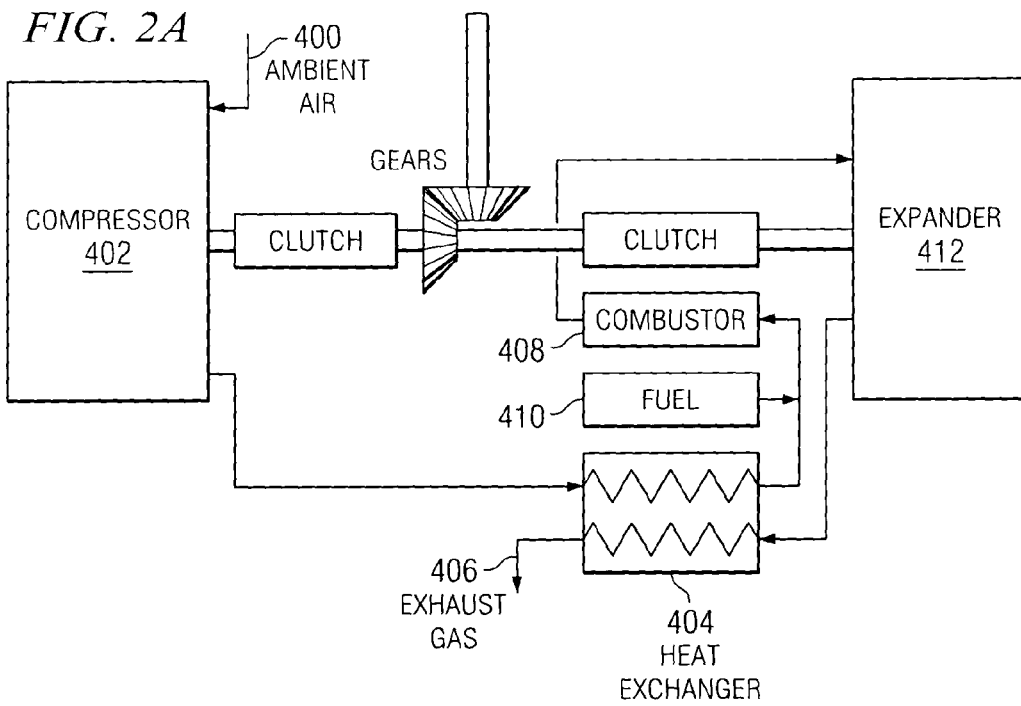 FIG. 2A
400
AMBIENT
AIR
GEARS
COMPRESSOR
402
CLUTCH
CLUTCH
EXPANDER
412
COMBUSTOR
408
FUEL
410
406
EXHAUST
GAS
404
HEAT
EXCHANGER